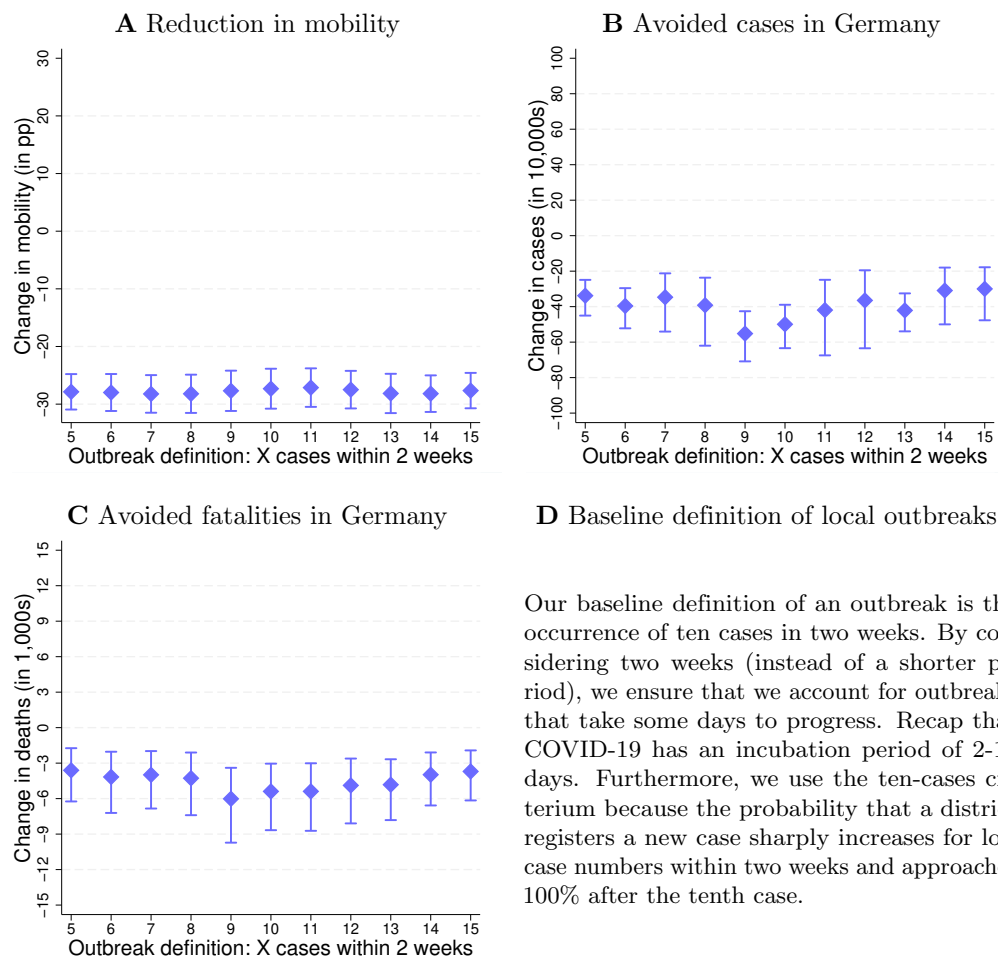 A Reduction in mobility
30
20
10
0
−10
−20
−30
Change in mobility (in pp)
5 6 7 8 9 10 11 12 13 14 15
Outbreak definition: X cases within 2 weeks
B Avoided cases in Germany
100
80
60
40
20
0
−20
−40
−60
−80
−100
Change in cases (in 10,000s)
5 6 7 8 9 10 11 12 13 14 15
Outbreak definition: X cases within 2 weeks
C Avoided fatalities in Germany
15
12
9
6
3
0
−3
−6
−9
−12
−15
Change in deaths (in 1,000s)
5 6 7 8 9 10 11 12 13 14 15
Outbreak definition: X cases within 2 weeks
D Baseline definition of local outbreaks
Our baseline definition of an outbreak is th
occurrence of ten cases in two weeks. By co
sidering two weeks (instead of a shorter p
riod), we ensure that we account for outbreal
that take some days to progress. Recap tha
COVID-19 has an incubation period of 2-1
days. Furthermore, we use the ten-cases cr
terium because the probability that a distri
registers a new case sharply increases for lo
case numbers within two weeks and approache
100% after the tenth case.